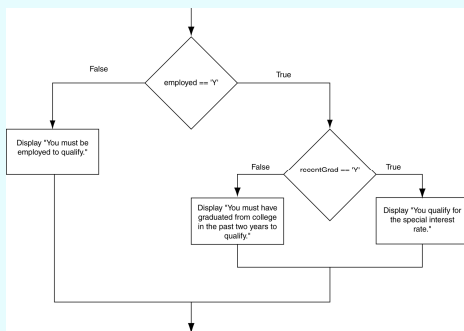 employed == 'Y'
False
True
Display "You must be
employed to qualify."
recentGrad == 'Y'
False
True
Display "You must have
graduated from college
in the past two years to
qualify."
Display "You qualify for
the special interest
rate."